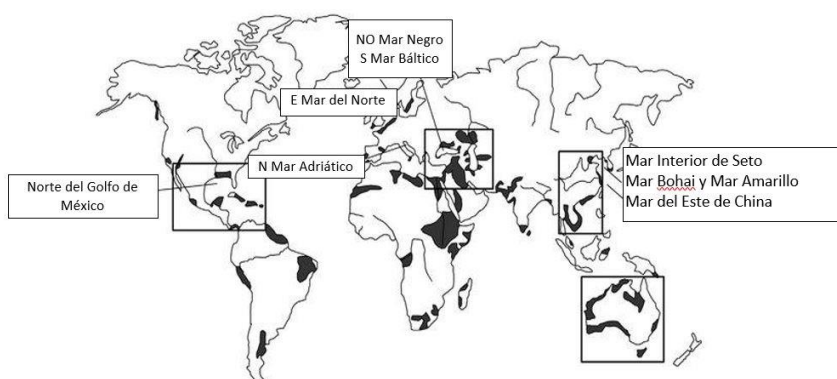 NO Mar Negro
S Mar Báltico
E Mar del Norte
N Mar Adriático
Norte del Golfo de
México
Mar Interior de Seto
Mar Bohai y Mar Amarillo
Mar del Este de China